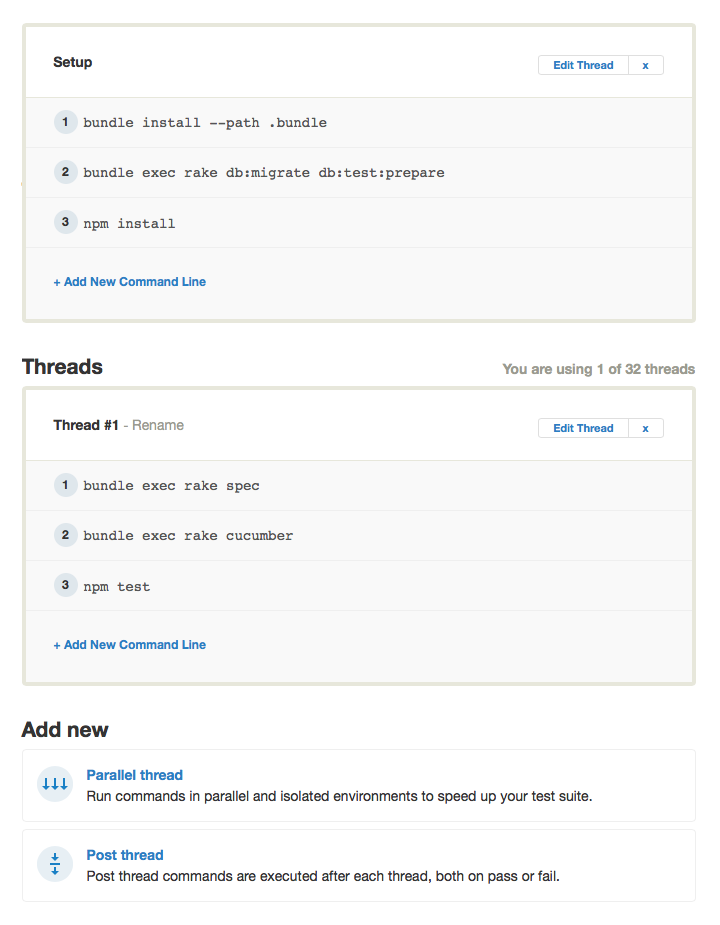 Setup
Edit Thread x
1 bundle install --path .bundle
2 bundle exec rake db:migrate db:test:prepare
3 npm install
+ Add New Command Line
Threads You are using 1 of 32 threads
Thread #1 - Rename Edit Thread x
1 bundle exec rake spec
2 bundle exec rake cucumber
3 npm test
+ Add New Command Line
Add new
Parallel thread
Run commands in parallel and isolated environments to speed up your test suite.
Post thread
Post thread commands are executed after each thread, both on pass or fail.